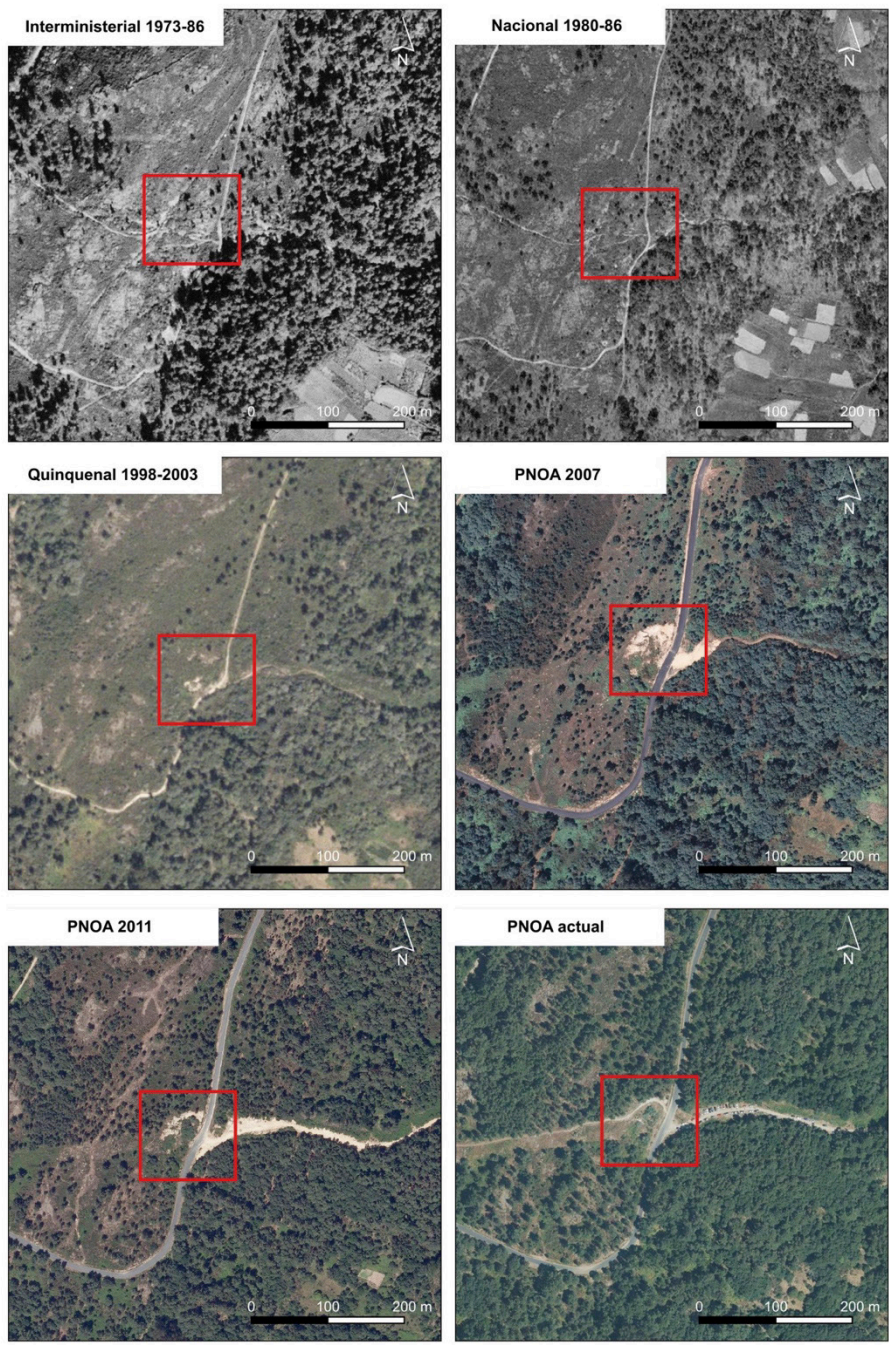 Interministerial 1973-86
N
0 100 200 m
Nacional 1980-86
N
0 100 200 m
Quinquenal 1998-2003
N
0 100 200 m
PNOA 2007
N
0 100 200 m
PNOA 2011
N
0 100 200 m
PNOA actual
N
0 100 200 m